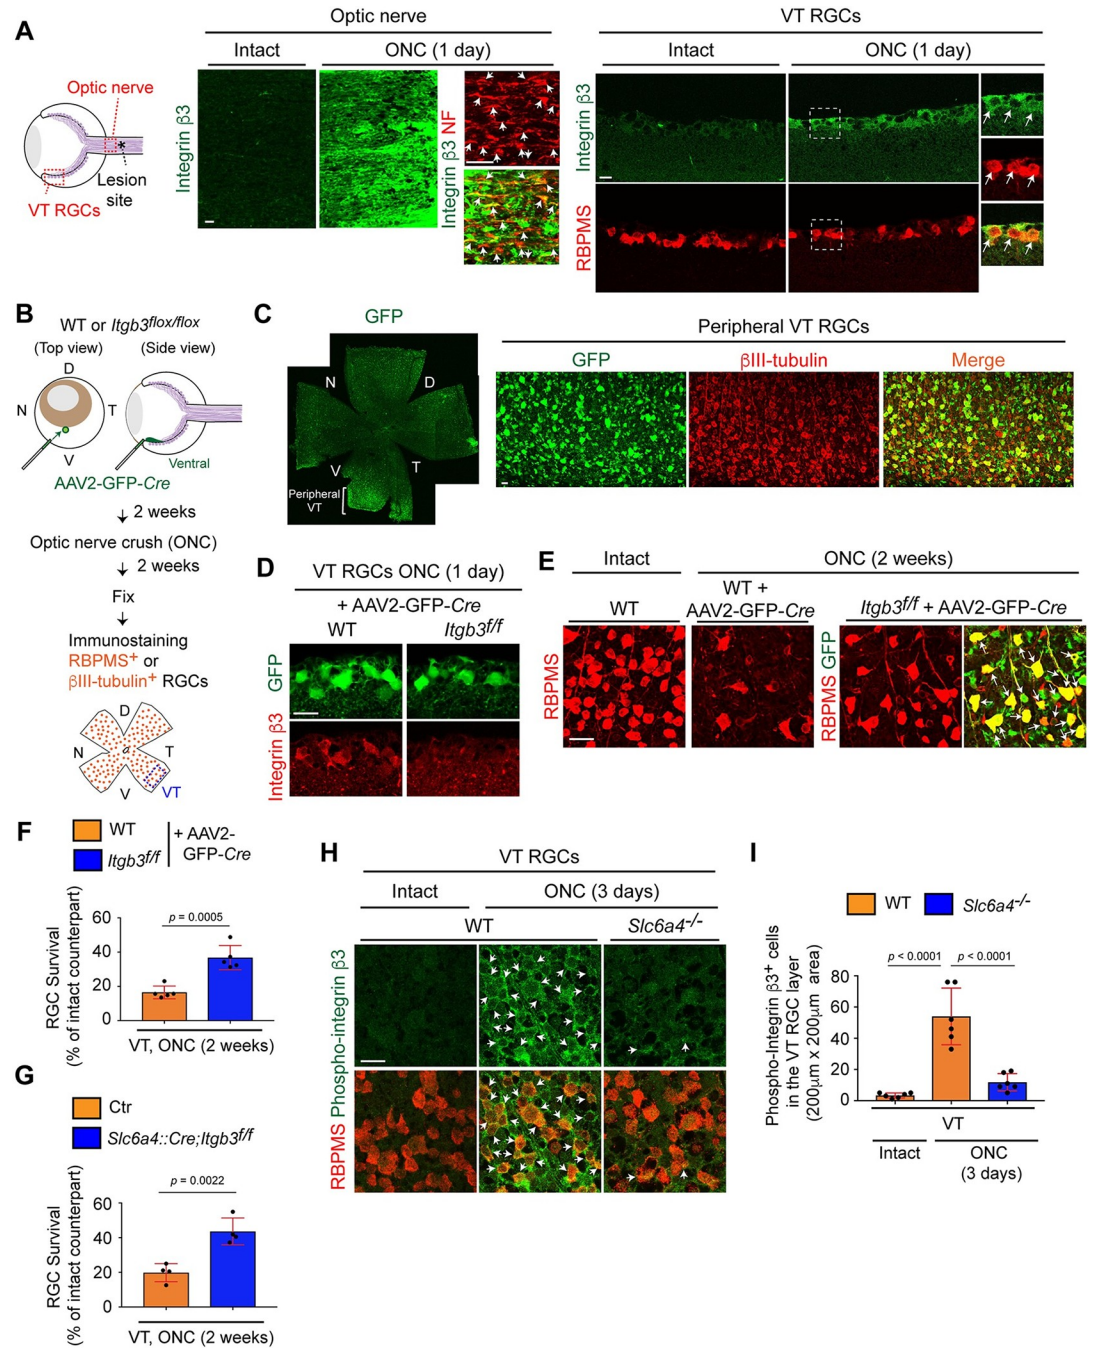 A
Optic nerve
VT RGCs
Intact
ONC (1 day)
Intact
ONC (1 day)
Optic nerve
Lesion
site
VT RGCs
*
Integrin β3
Integrin β3 NF
Integrin β3
RBPMS
B
WT or Itgb3flox/flox
(Top view)
(Side view)
D
N
T
V
Ventral
AAV2-GFP-Cre
2 weeks
Optic nerve crush (ONC)
2 weeks
Fix
Immunostaining
RBPMS+ or
βIII-tubulin+ RGCs
D
N
a
T
V
VT
C
GFP
N
D
V
T
Peripheral
VT
Peripheral VT RGCs
GFP
βIII-tubulin
Merge
D
VT RGCs ONC (1 day)
+ AAV2-GFP-Cre
WT
Itgb3f/f
GFP
Integrin β3
E
Intact
ONC (2 weeks)
WT
WT +
AAV2-GFP-Cre
Itgb3f/f + AAV2-GFP-Cre
RBPMS
RBPMS GFP
F
WT
Itgb3f/f
+ AAV2-
GFP-Cre
RGC Survival
(% of intact counterpart)
60
40
20
0
p = 0.0005
VT, ONC (2 weeks)
G
Ctr
Slc6a4::Cre;Itgb3f/f
RGC Survival
(% of intact counterpart)
60
40
20
0
p = 0.0022
VT, ONC (2 weeks)
H
VT RGCs
Intact
ONC (3 days)
WT
Slc6a4-/-
RBPMS Phospho-integrin β3
I
WT
Slc6a4-/-
Phospho-Integrin β3+ cells
in the VT RGC layer
(200μm x 200μm area)
80
60
40
20
0
p < 0.0001
p < 0.0001
VT
Intact
ONC
(3 days)